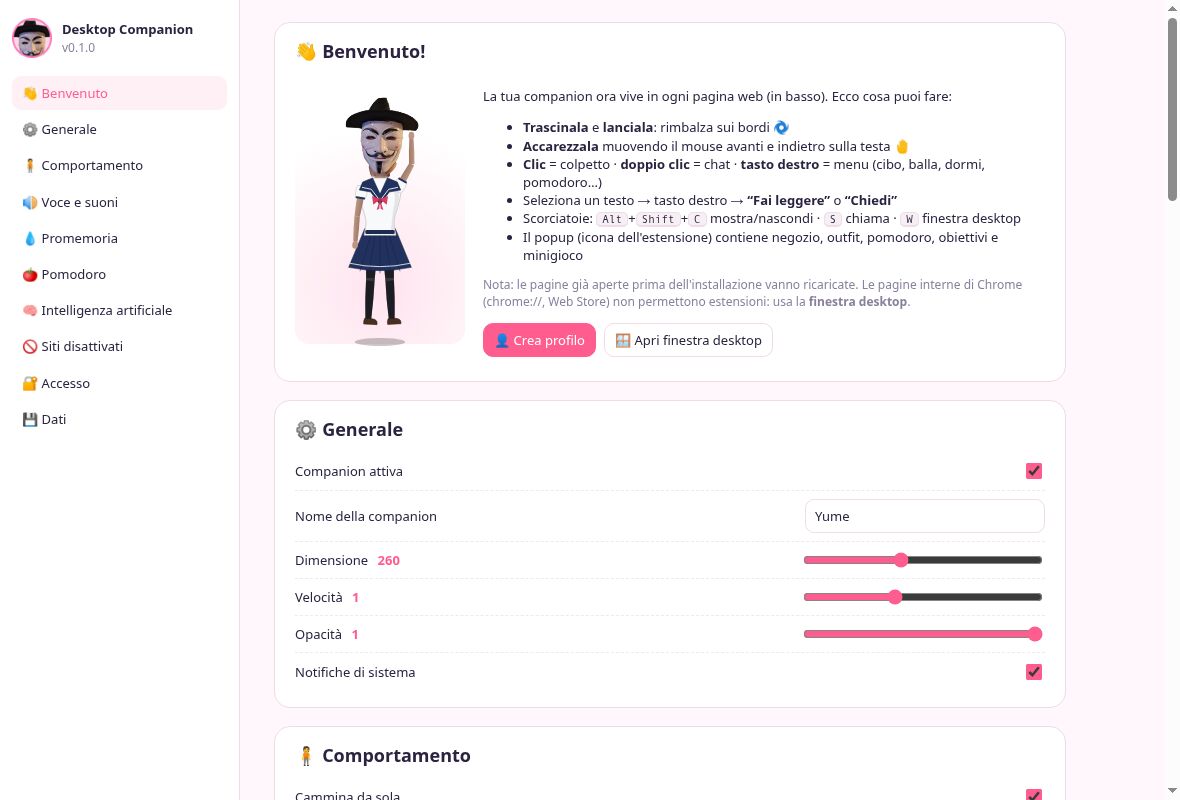 Desktop Companion
v0.1.0
👋 Benvenuto
⚙️ Generale
🧍 Comportamento
🔊 Voce e suoni
💧 Promemoria
🍅 Pomodoro
🧠 Intelligenza artificiale
🚫 Siti disattivati
🔐 Accesso
💾 Dati
👋 Benvenuto!
La tua companion ora vive in ogni pagina web (in basso). Ecco cosa puoi fare:
• Trascinala e lanciala: rimbalza sui bordi 🌀
• Accarezzala muovendo il mouse avanti e indietro sulla testa 🤚
• Clic = colpetto · doppio clic = chat · tasto destro = menu (cibo, balla, dormi,
pomodoro…)
• Seleziona un testo → tasto destro → “Fai leggere” o “Chiedi”
• Scorciatoie: Alt+Shift+C mostra/nascondi · S chiama · W finestra desktop
• Il popup (icona dell'estensione) contiene negozio, outfit, pomodoro, obiettivi e
minigioco
Nota: le pagine già aperte prima dell'installazione vanno ricaricate. Le pagine interne di Chrome
(chrome://, Web Store) non permettono estensioni: usa la finestra desktop.
👤 Crea profilo
🪟 Apri finestra desktop
⚙️ Generale
Companion attiva
Nome della companion
Yume
Dimensione 260
Velocità 1
Opacità 1
Notifiche di sistema
🧍 Comportamento
Cammina da sola